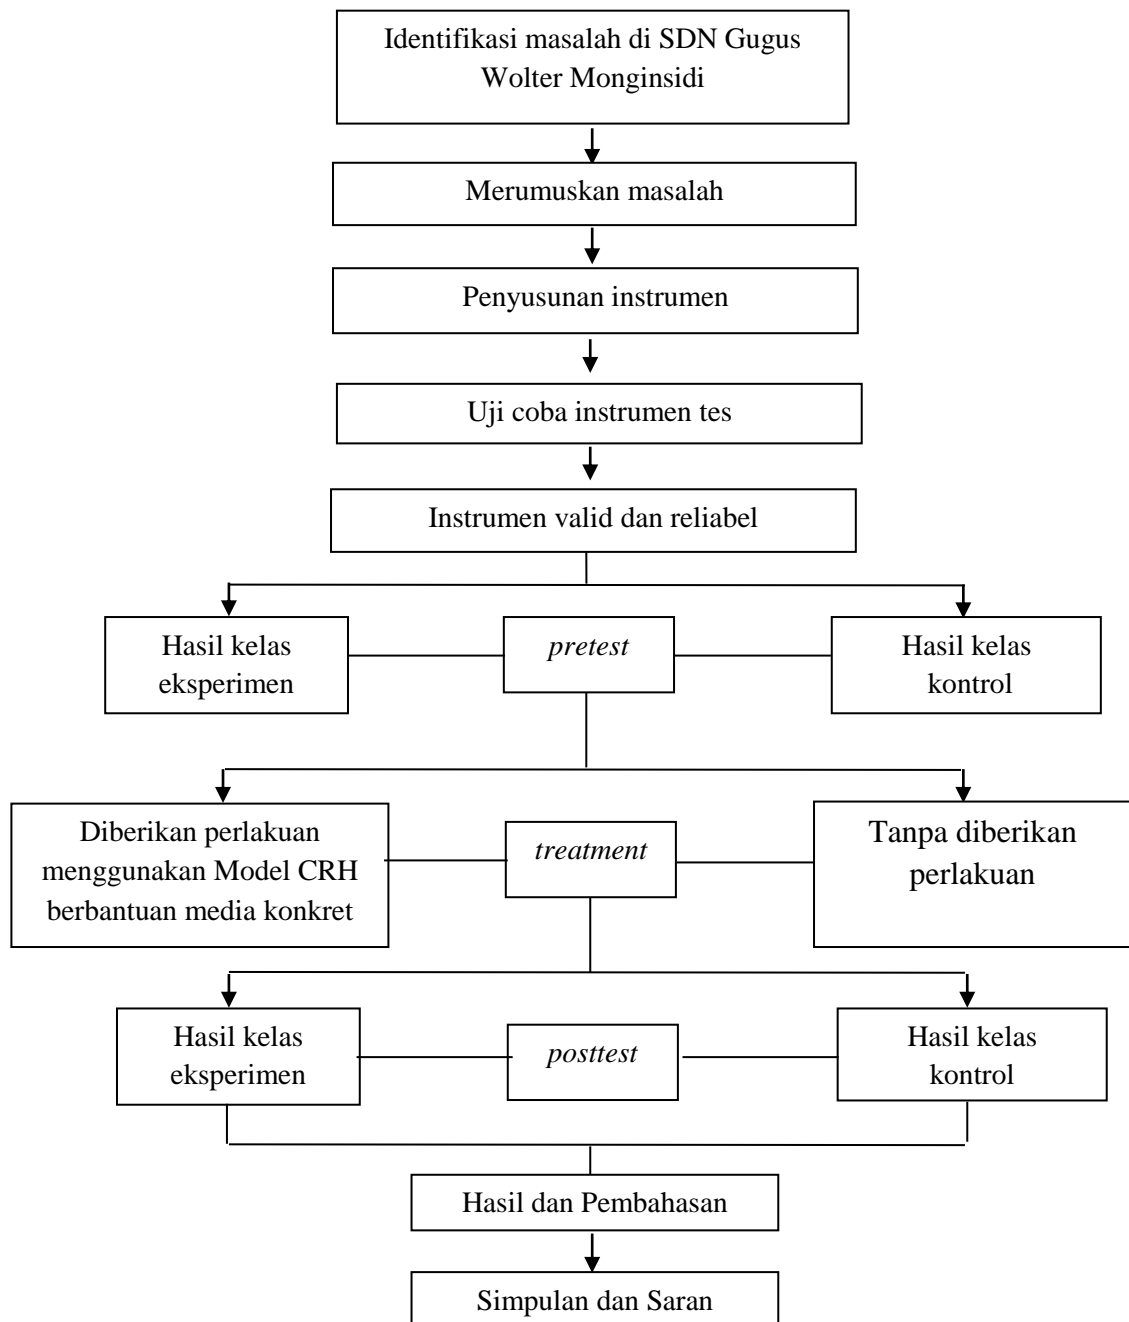 Identifikasi masalah di SDN Gugus
Wolter Monginsidi
Merumuskan masalah
Penyusunan instrumen
Uji coba instrumen tes
Instrumen valid dan reliabel
Hasil kelas
eksperimen
pretest
Hasil kelas
kontrol
Diberikan perlakuan
menggunakan Model CRH
berbantuan media konkret
treatment
Tanpa diberikan
perlakuan
Hasil kelas
eksperimen
posttest
Hasil kelas
kontrol
Hasil dan Pembahasan
Simpulan dan Saran